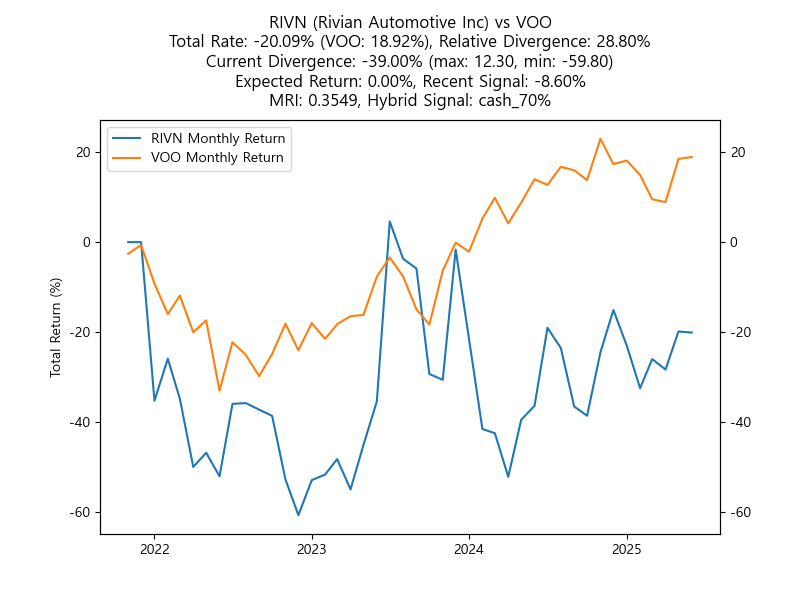 RIVN (Rivian Automotive Inc) vs VOO
Total Rate: -20.09% (VOO: 18.92%), Relative Divergence: 28.80%
Current Divergence: -39.00% (max: 12.30, min: -59.80)
Expected Return: 0.00%, Recent Signal: -8.60%
MRI: 0.3549, Hybrid Signal: cash_70%
RIVN Monthly Return
VOO Monthly Return
20 20
0 0
-20 -20
-40 -40
-60 -60
Total Return (%)
2022 2023 2024 2025